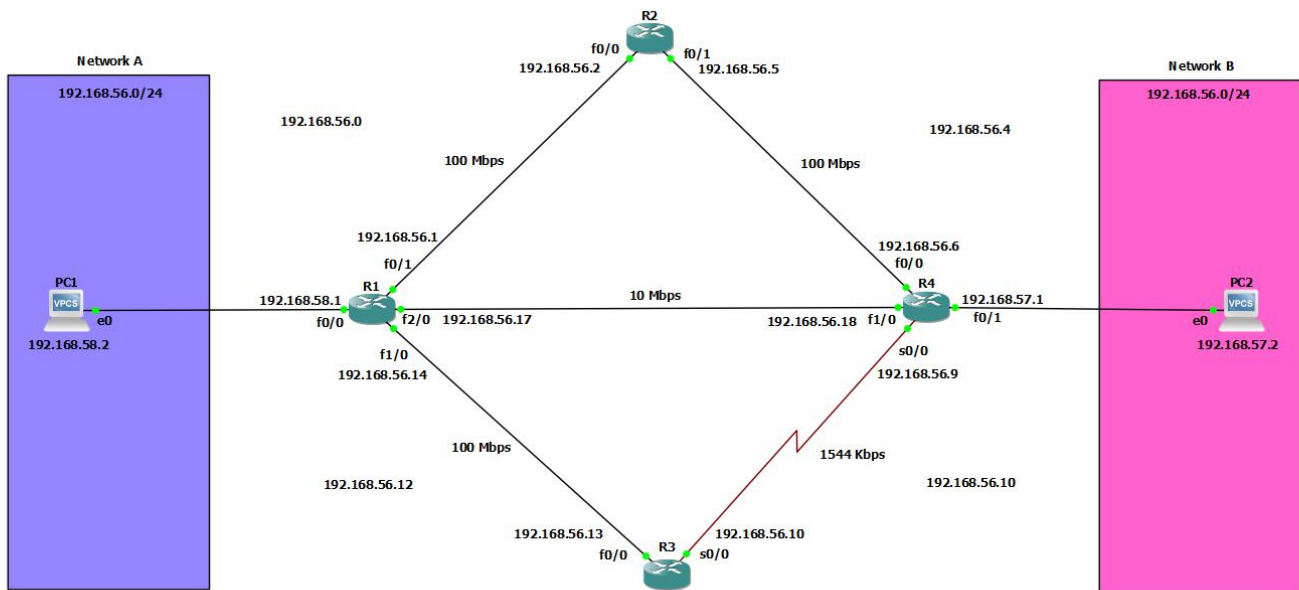 R2
f0/0
f0/1
192.168.56.2
192.168.56.5
Network A
192.168.56.0/24
Network B
192.168.56.0/24
192.168.56.0
192.168.56.4
100 Mbps
100 Mbps
192.168.56.1
f0/1
192.168.56.6
f0/0
PC1
VPCS
e0
192.168.58.2
192.168.58.1
f0/0
R1
f2/0
192.168.56.17
10 Mbps
192.168.56.18
f1/0
R4
192.168.57.1
f0/1
PC2
VPCS
e0
192.168.57.2
f1/0
192.168.56.14
s0/0
192.168.56.9
100 Mbps
1544 Kbps
192.168.56.12
192.168.56.10
192.168.56.13
f0/0
R3
192.168.56.10
s0/0